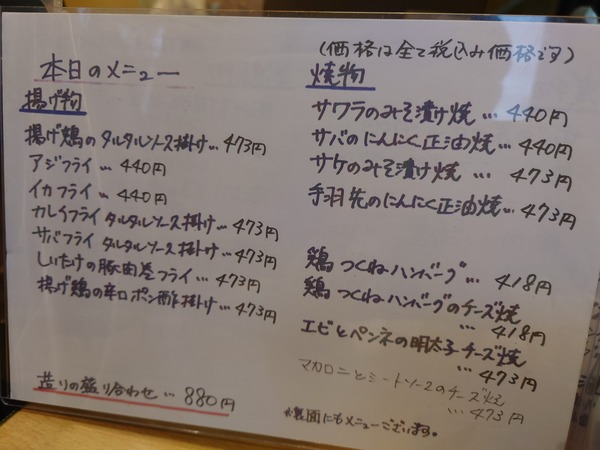 本日のメニュー
揚げ物
揚げ鶏のタルタルソース掛け…473円
アジフライ…440円
イカフライ…440円
カレイフライタルタルソース掛け…473円
サバフライタルタルソース掛け…473円
しいたけの豚肉巻フライ…473円
揚げ鶏の辛口ポン酢掛け…473円
造りの盛り合わせ…880円
(価格は全て税込み価格です)
焼物
サワラのみそ漬け焼…440円
サバのにんにく正油焼…440円
サケのみそ漬け焼…473円
手羽先のにんにく正油焼…473円
鶏つくねハンバーグ…418円
鶏つくねハンバーグのチーズ焼
…418円
エビとペンネの明太子チーズ焼
…473円
マカロニとミートソースのチーズ焼
…473円
※裏面にもメニューございます。